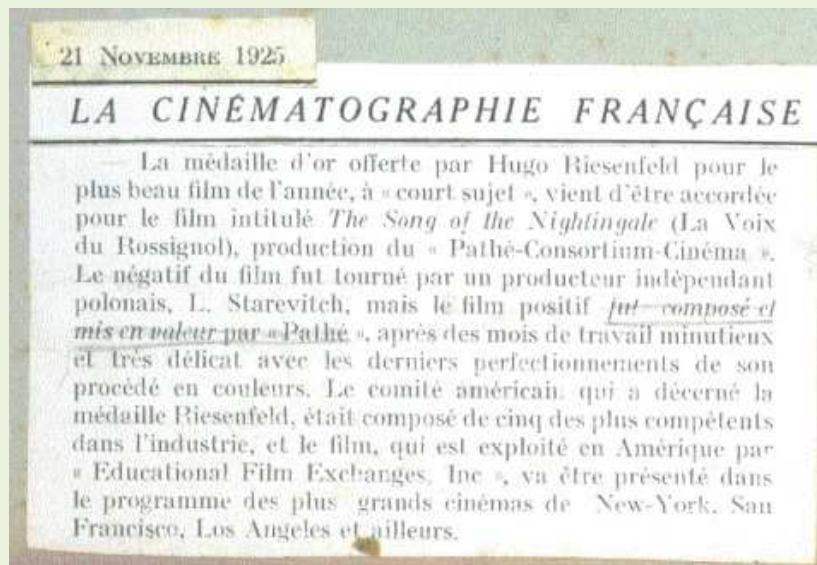 21 NOVEMBRE 1925
LA CINÉMATOGRAPHIE FRANÇAISE
— La médaille d'or offerte par Hugo Riesenfeld pour le
plus beau film de l'année, à « court sujet », vient d'être accordée
pour le film intitulé The Song of the Nightingale (La Voix
du Rossignol), production du « Pathé-Consortium-Cinéma ».
Le négatif du film fut tourné par un producteur indépendant
polonais, L. Starevitch, mais le film positif fut composé et
mis en valeur par « Pathé », après des mois de travail minutieux
et très délicat avec les derniers perfectionnements de son
procédé en couleurs. Le comité américain qui a décerné la
médaille Riesenfeld, était composé de cinq des plus compétents
dans l'industrie, et le film, qui est exploité en Amérique par
« Educational Film Exchanges, Inc », va être présenté dans
le programme des plus grands cinémas de New-York, San
Francisco, Los Angeles et ailleurs.